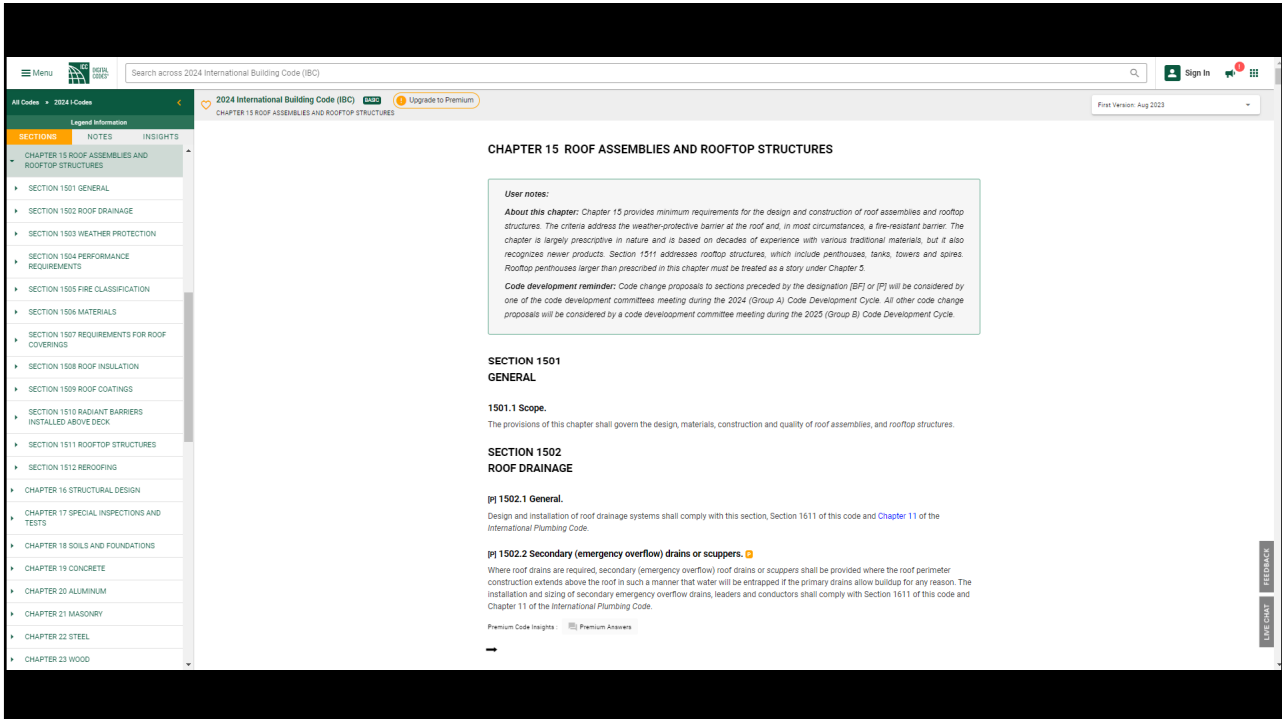 Menu
ICC DIGITAL CODES
Search across 2024 International Building Code (IBC)
Sign In
1
All Codes » 2024 I-Codes
Legend Information
SECTIONS NOTES INSIGHTS
CHAPTER 15 ROOF ASSEMBLIES AND
ROOFTOP STRUCTURES
SECTION 1501 GENERAL
SECTION 1502 ROOF DRAINAGE
SECTION 1503 WEATHER PROTECTION
SECTION 1504 PERFORMANCE
REQUIREMENTS
SECTION 1505 FIRE CLASSIFICATION
SECTION 1506 MATERIALS
SECTION 1507 REQUIREMENTS FOR ROOF
COVERINGS
SECTION 1508 ROOF INSULATION
SECTION 1509 ROOF COATINGS
SECTION 1510 RADIANT BARRIERS
INSTALLED ABOVE DECK
SECTION 1511 ROOFTOP STRUCTURES
SECTION 1512 REROOFING
CHAPTER 16 STRUCTURAL DESIGN
CHAPTER 17 SPECIAL INSPECTIONS AND
TESTS
CHAPTER 18 SOILS AND FOUNDATIONS
CHAPTER 19 CONCRETE
CHAPTER 20 ALUMINUM
CHAPTER 21 MASONRY
CHAPTER 22 STEEL
CHAPTER 23 WOOD
2024 International Building Code (IBC) BASIC ! Upgrade to Premium
CHAPTER 15 ROOF ASSEMBLIES AND ROOFTOP STRUCTURES
First Version: Aug 2023
CHAPTER 15 ROOF ASSEMBLIES AND ROOFTOP STRUCTURES
User notes:
About this chapter: Chapter 15 provides minimum requirements for the design and construction of roof assemblies and rooftop
structures. The criteria address the weather-protective barrier at the roof and, in most circumstances, a fire-resistant barrier. The
chapter is largely prescriptive in nature and is based on decades of experience with various traditional materials, but it also
recognizes newer products. Section 1511 addresses rooftop structures, which include penthouses, tanks, towers and spires.
Rooftop penthouses larger than prescribed in this chapter must be treated as a story under Chapter 5.
Code development reminder: Code change proposals to sections preceded by the designation [BF] or [P] will be considered by
one of the code development committees meeting during the 2024 (Group A) Code Development Cycle. All other code change
proposals will be considered by a code development committee meeting during the 2025 (Group B) Code Development Cycle.
SECTION 1501
GENERAL
1501.1 Scope.
The provisions of this chapter shall govern the design, materials, construction and quality of roof assemblies, and rooftop structures.
SECTION 1502
ROOF DRAINAGE
[P] 1502.1 General.
Design and installation of roof drainage systems shall comply with this section, Section 1611 of this code and Chapter 11 of the
International Plumbing Code.
[P] 1502.2 Secondary (emergency overflow) drains or scuppers. P
Where roof drains are required, secondary (emergency overflow) roof drains or scuppers shall be provided where the roof perimeter
construction extends above the roof in such a manner that water will be entrapped if the primary drains allow buildup for any reason. The
installation and sizing of secondary emergency overflow drains, leaders and conductors shall comply with Section 1611 of this code and
Chapter 11 of the International Plumbing Code.
Premium Code Insights : Premium Answers
FEEDBACK
LIVE CHAT